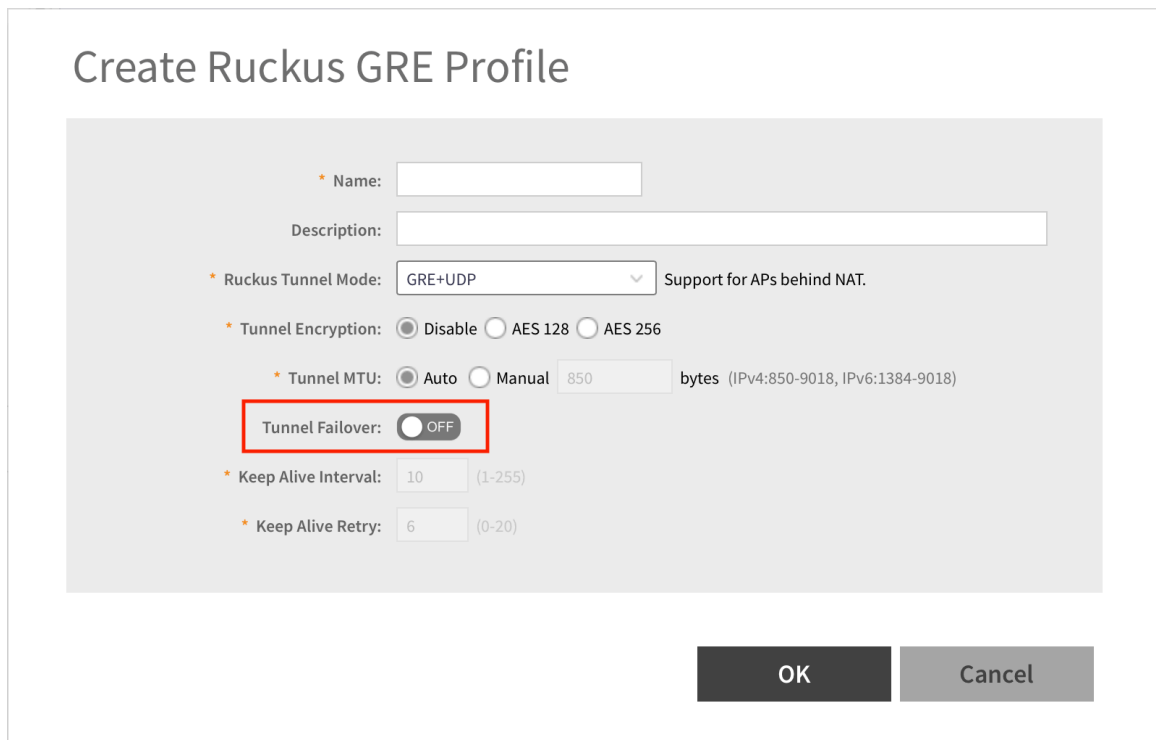 Create Ruckus GRE Profile
* Name:
Description:
* Ruckus Tunnel Mode: GRE+UDP Support for APs behind NAT.
* Tunnel Encryption: Disable AES 128 AES 256
* Tunnel MTU: Auto Manual 850 bytes (IPv4:850-9018, IPv6:1384-9018)
Tunnel Failover: OFF
* Keep Alive Interval: 10 (1-255)
* Keep Alive Retry: 6 (0-20)
OK Cancel